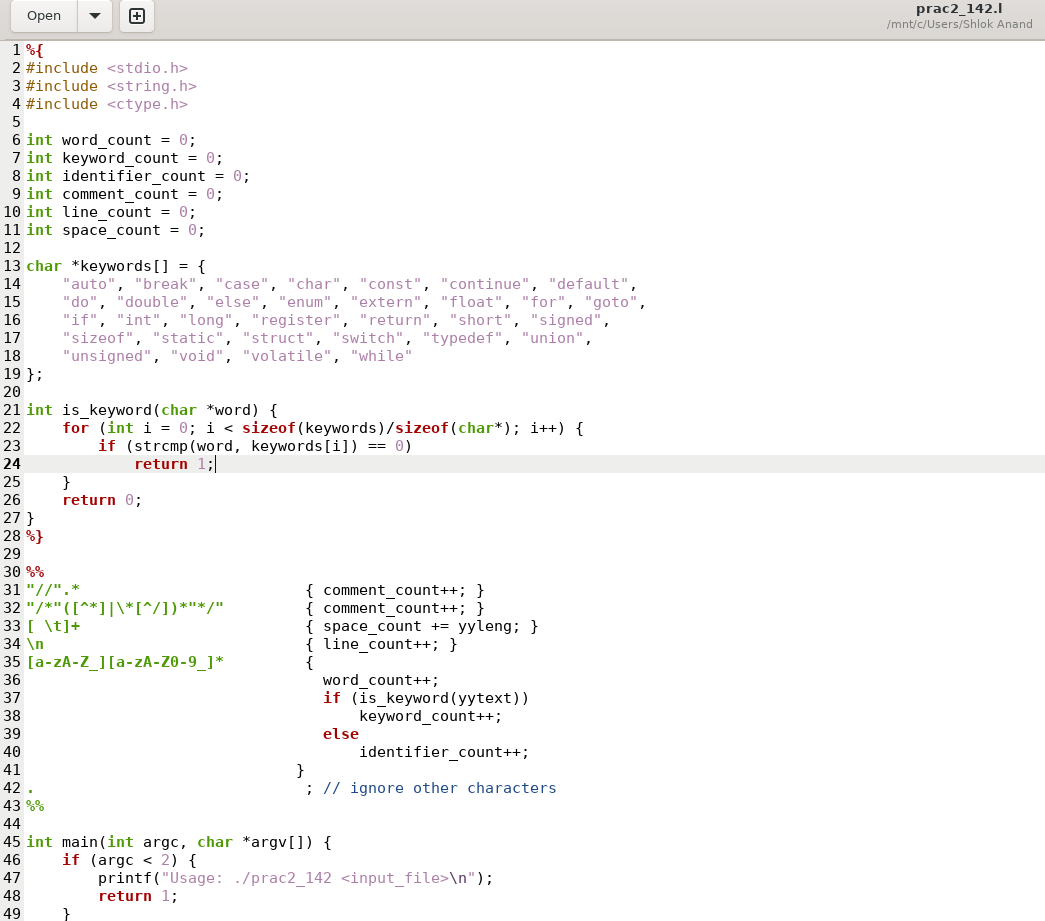 Open
prac2_142.l
/mnt/c/Users/Shlok Anand
1 %{
2 #include <stdio.h>
3 #include <string.h>
4 #include <ctype.h>
5
6 int word_count = 0;
7 int keyword_count = 0;
8 int identifier_count = 0;
9 int comment_count = 0;
10 int line_count = 0;
11 int space_count = 0;
12
13 char *keywords[] = {
14     "auto", "break", "case", "char", "const", "continue", "default",
15     "do", "double", "else", "enum", "extern", "float", "for", "goto",
16     "if", "int", "long", "register", "return", "short", "signed",
17     "sizeof", "static", "struct", "switch", "typedef", "union",
18     "unsigned", "void", "volatile", "while"
19 };
20
21 int is_keyword(char *word) {
22     for (int i = 0; i < sizeof(keywords)/sizeof(char*); i++) {
23         if (strcmp(word, keywords[i]) == 0)
24             return 1;
25     }
26     return 0;
27 }
28 %}
29
30 %%
31 "//".*                         { comment_count++; }
32 "/*"([^*]|\*[^/])*"*/"         { comment_count++; }
33 [ \t]+                         { space_count += yyleng; }
34 \n                             { line_count++; }
35 [a-zA-Z_][a-zA-Z0-9_]*         {
36                                  word_count++;
37                                  if (is_keyword(yytext))
38                                      keyword_count++;
39                                  else
40                                      identifier_count++;
41                               }
42 .                              ; // ignore other characters
43 %%
44
45 int main(int argc, char *argv[]) {
46     if (argc < 2) {
47         printf("Usage: ./prac2_142 <input_file>\n");
48         return 1;
49     }